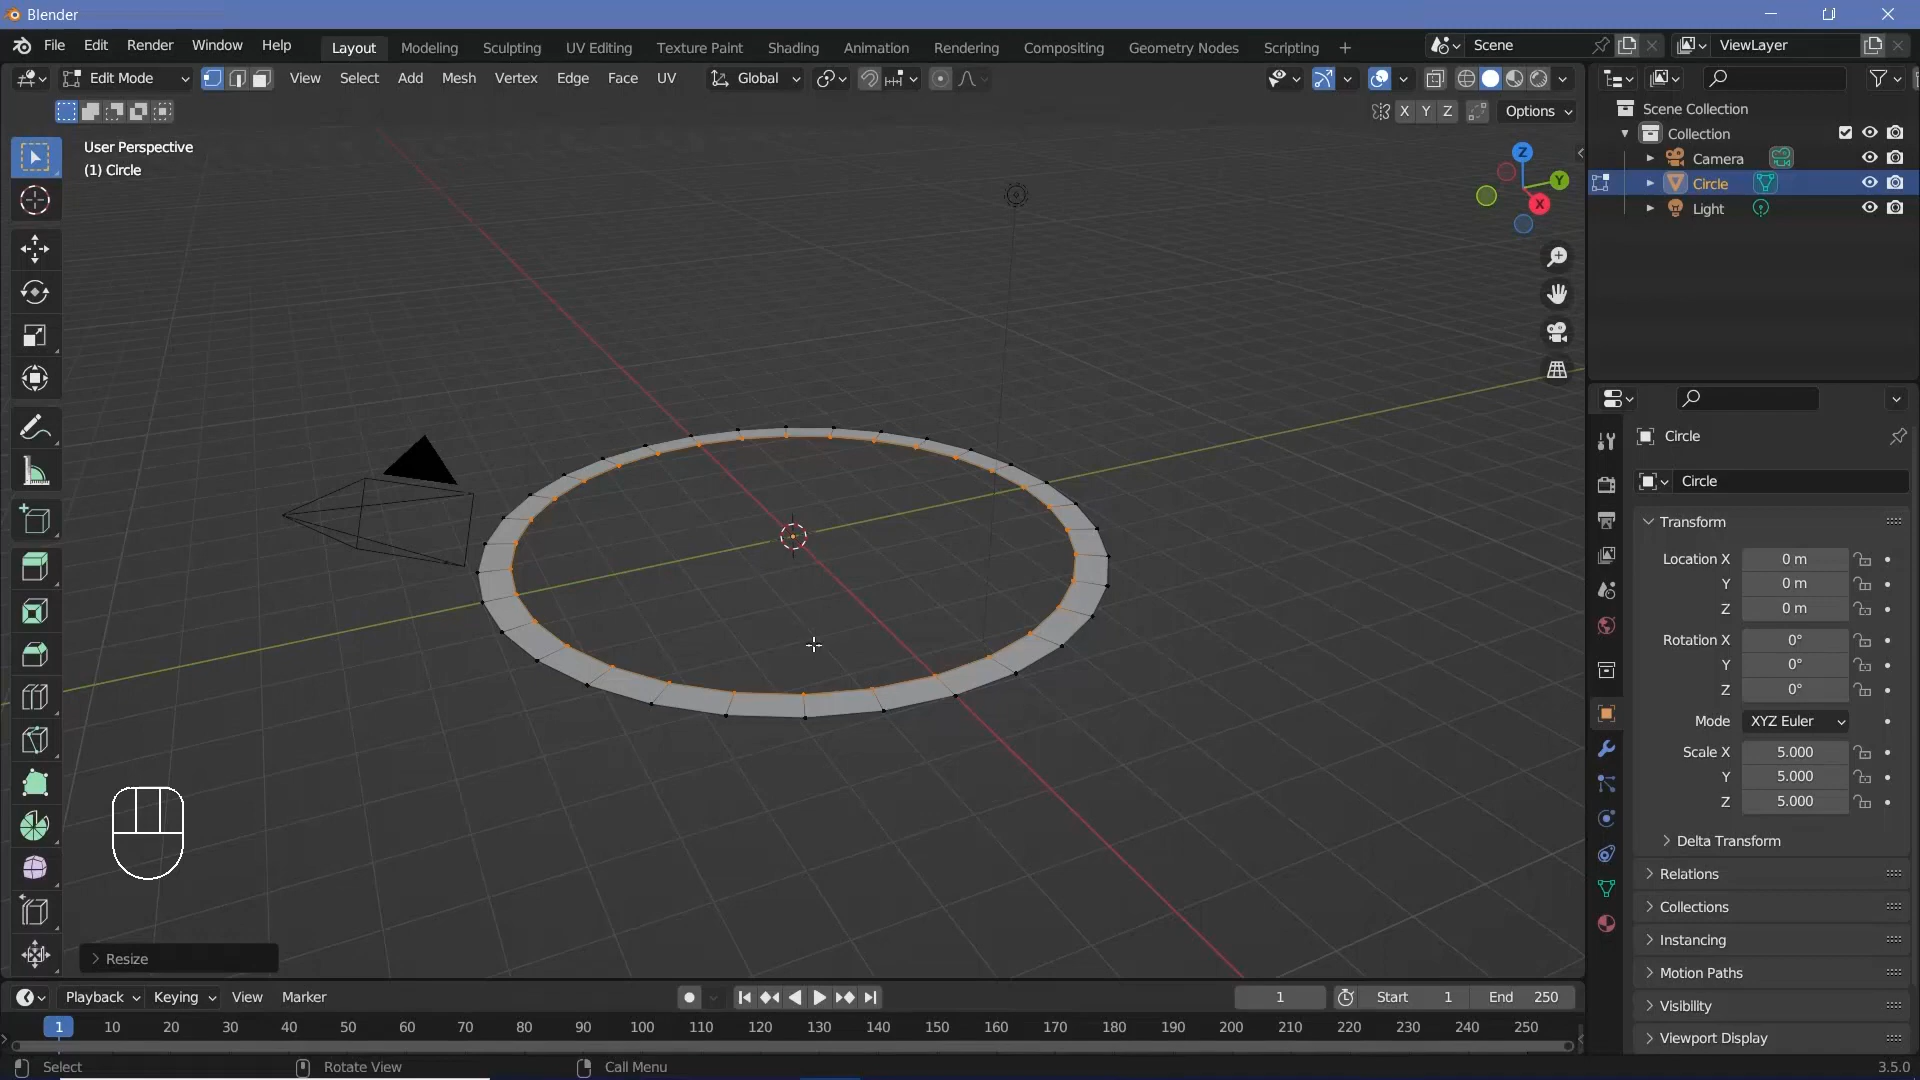 Blender
File Edit Render Window Help Layout Modeling Sculpting UV Editing Texture Paint Shading Animation Rendering Compositing Geometry Nodes Scripting + Scene ViewLayer
Edit Mode View Select Add Mesh Vertex Edge Face UV Global
X Y Z Options
User Perspective
(1) Circle
Z
Y
X
Scene Collection
Collection
Camera
Circle
Light
Circle
Circle
Transform
Location X 0 m
Y 0 m
Z 0 m
Rotation X 0°
Y 0°
Z 0°
Mode XYZ Euler
Scale X 5.000
Y 5.000
Z 5.000
Delta Transform
Relations
Collections
Instancing
Motion Paths
Visibility
Viewport Display
Resize
Playback Keying View Marker 1 Start 1 End 250
1 10 20 30 40 50 60 70 80 90 100 110 120 130 140 150 160 170 180 190 200 210 220 230 240 250
Select Rotate View Call Menu 3.5.0